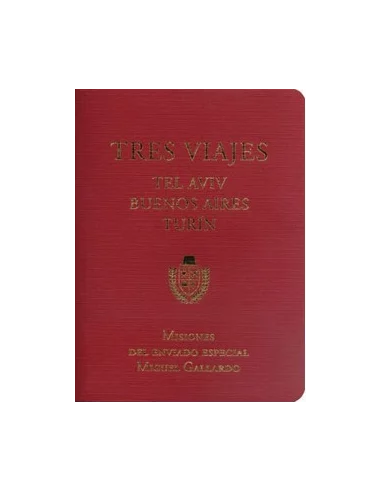 TRES VIAJES
TEL AVIV
BUENOS AIRES
TURÍN
MISIONES
DEL ENVIADO ESPECIAL
MIGUEL GALLARDO